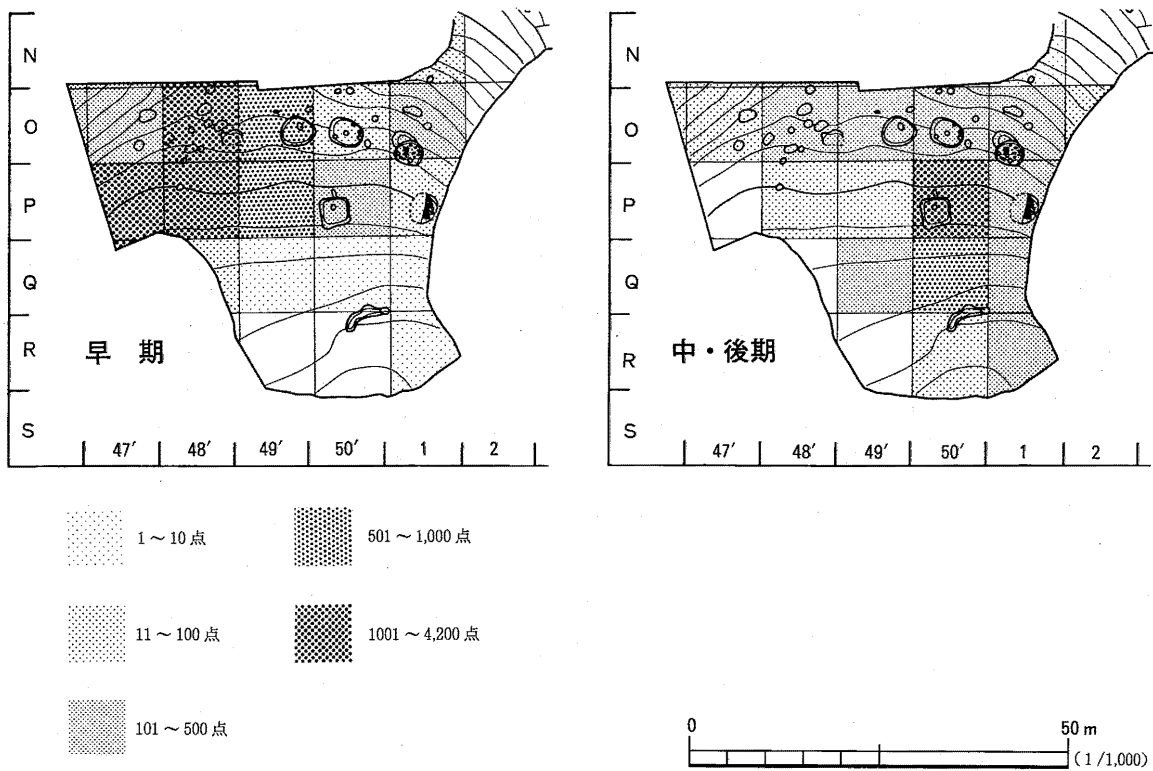 N
O
P
Q
R
S
早 期
47′ 48′ 49′ 50′ 1 2
N
O
P
Q
R
S
中・後期
47′ 48′ 49′ 50′ 1 2
1～10点
11～100点
101～500点
501～1,000点
1001～4,200点
0 50 m
(1/1,000)